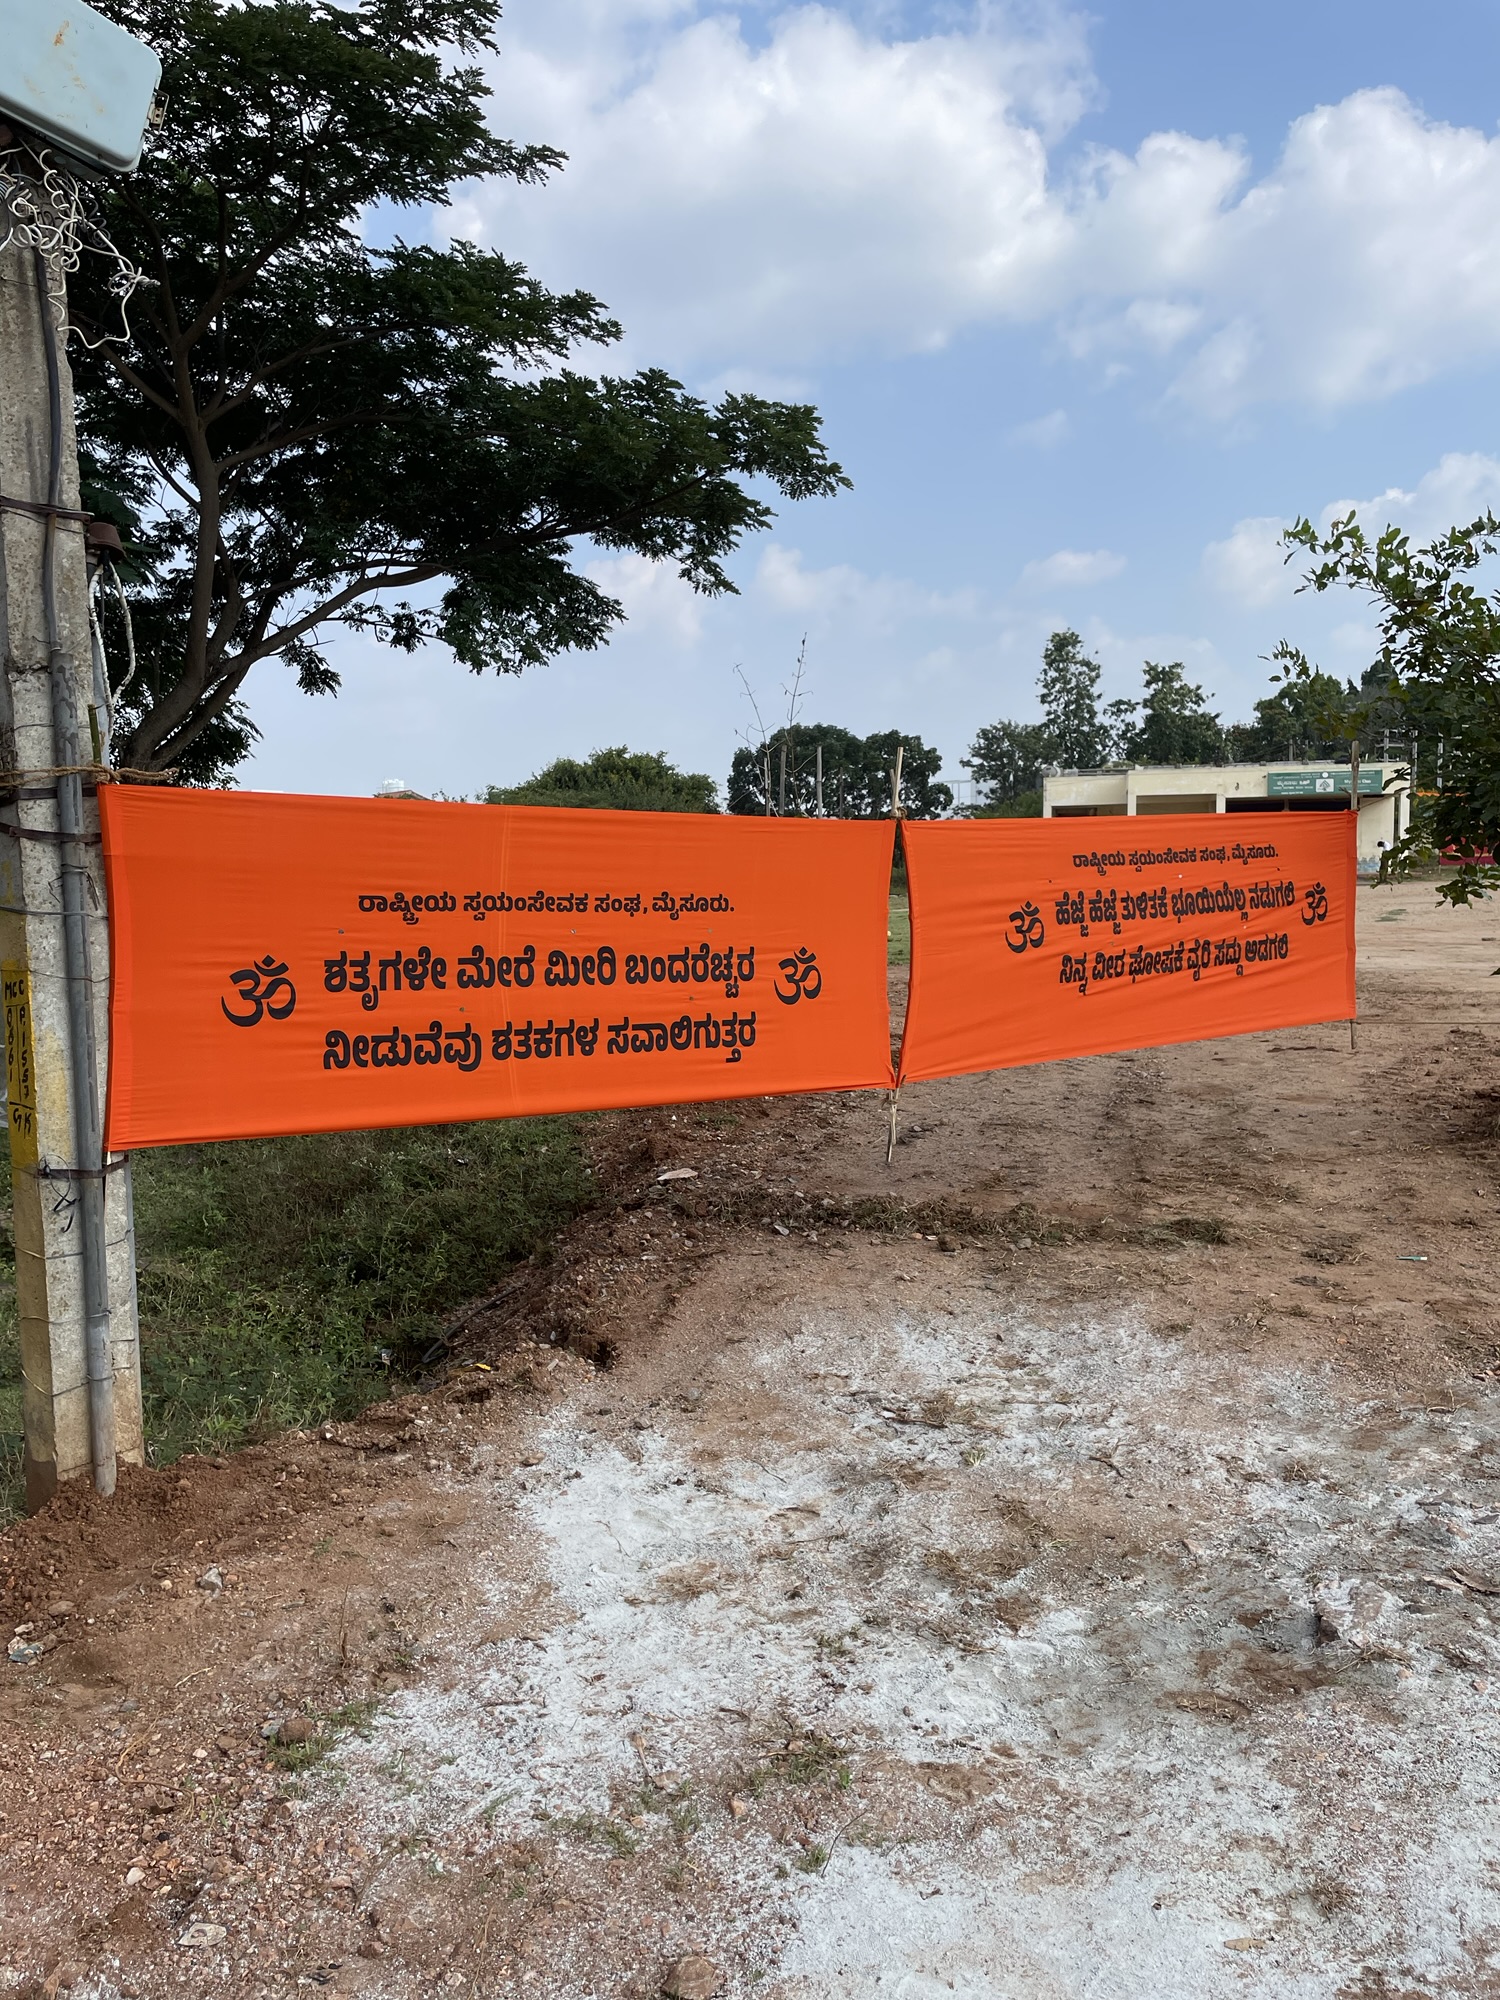 ರಾಷ್ಟ್ರೀಯ ಸ್ವಯಂಸೇವಕ ಸಂಘ, ಮೈಸೂರು.
ॐ ಶತೃಗಳೇ ಮೇರೆ ಮೀರಿ ಬಂದರೆಚ್ಚರ ॐ
ನೀಡುವೆವು ಶತಕಗಳ ಸವಾಲಿಗುತ್ತರ
ರಾಷ್ಟ್ರೀಯ ಸ್ವಯಂಸೇವಕ ಸಂಘ, ಮೈಸೂರು.
ॐ ಹೆಜ್ಜೆ ಹೆಜ್ಜೆ ತುಳಿತಕೆ ಭೂಯಿಯೆಲ್ಲ ನಡುಗಲಿ ॐ
ನಿನ್ನ ವೀರ ಘೋಷಕೆ ವೈರಿ ಸದ್ದು ಅಡಗಲಿ